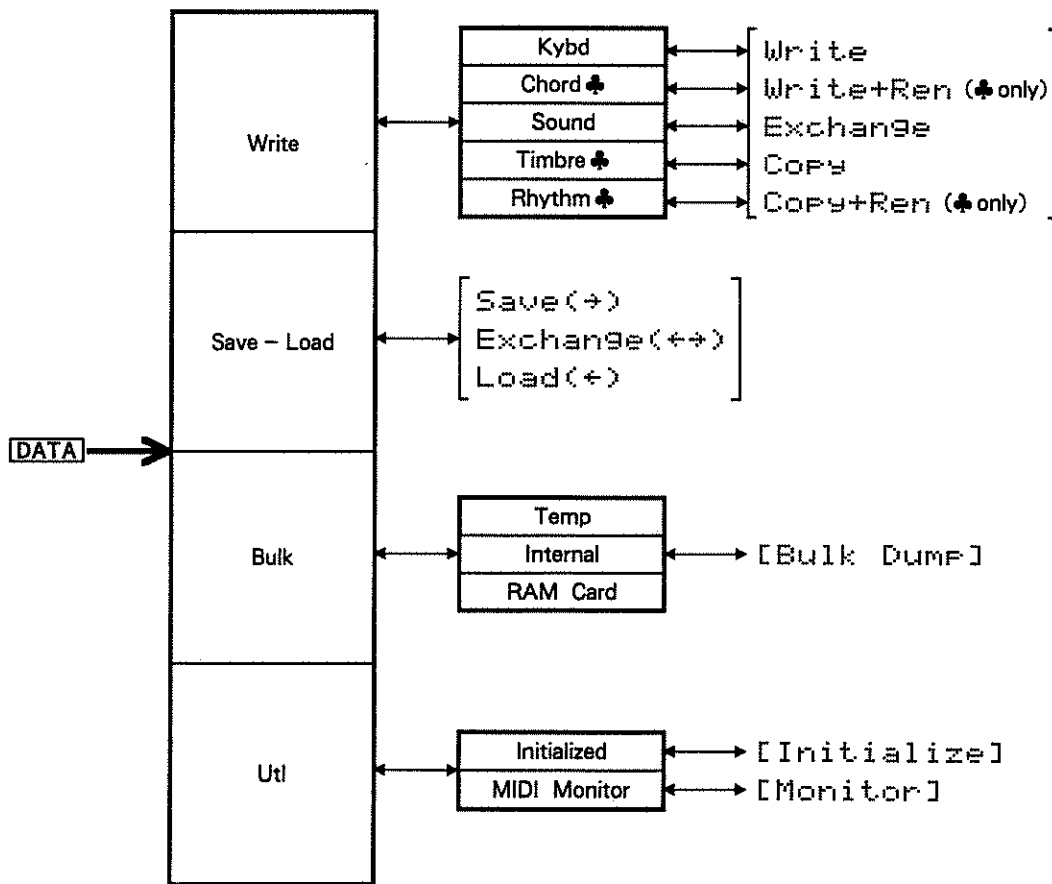 Write
Kybd
Chord ♣
Sound
Timbre ♣
Rhythm ♣
Write
Write+Ren (♣ only)
Exchange
Copy
Copy+Ren (♣ only)
Save – Load
Save(→)
Exchange(←→)
Load(←)
DATA
Bulk
Temp
Internal
RAM Card
[Bulk Dump]
Utl
Initialized
MIDI Monitor
[Initialize]
[Monitor]